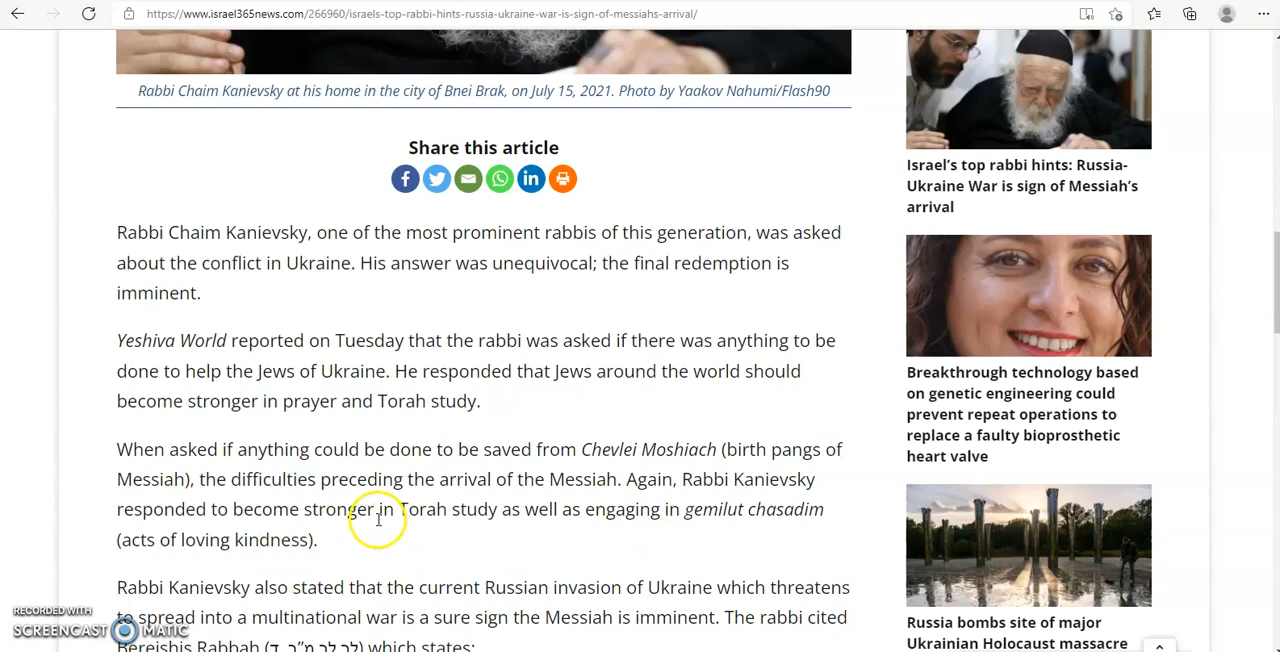 https://www.israel365news.com/266960/israels-top-rabbi-hints-russia-ukraine-war-is-sign-of-messiahs-arrival/
Rabbi Chaim Kanievsky at his home in the city of Bnei Brak, on July 15, 2021. Photo by Yaakov Nahumi/Flash90
Share this article
Rabbi Chaim Kanievsky, one of the most prominent rabbis of this generation, was asked
about the conflict in Ukraine. His answer was unequivocal; the final redemption is
imminent.
Yeshiva World reported on Tuesday that the rabbi was asked if there was anything to be
done to help the Jews of Ukraine. He responded that Jews around the world should
become stronger in prayer and Torah study.
When asked if anything could be done to be saved from Chevlei Moshiach (birth pangs of
Messiah), the difficulties preceding the arrival of the Messiah. Again, Rabbi Kanievsky
responded to become stronger in Torah study as well as engaging in gemilut chasadim
(acts of loving kindness).
Rabbi Kanievsky also stated that the current Russian invasion of Ukraine which threatens
to spread into a multinational war is a sure sign the Messiah is imminent. The rabbi cited
Bereishis Rabbah (לך לך מ"ב, ד) which states:
Israel's top rabbi hints: Russia-
Ukraine War is sign of Messiah's
arrival
Breakthrough technology based
on genetic engineering could
prevent repeat operations to
replace a faulty bioprosthetic
heart valve
Russia bombs site of major
Ukrainian Holocaust massacre
RECORDED WITH
SCREENCAST MATIC